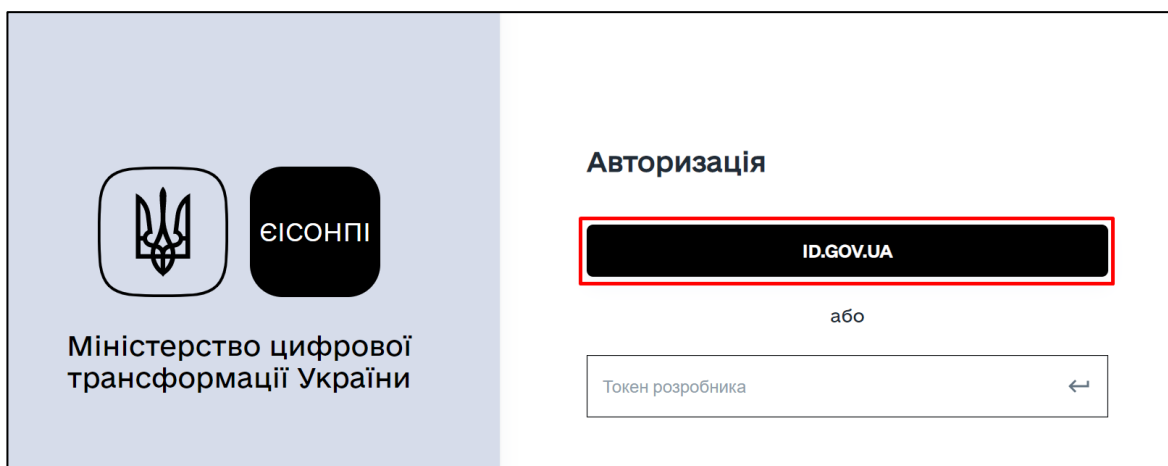 ЄІСОНПІ
Міністерство цифрової
трансформації України
Авторизація
ID.GOV.UA
або
Токен розробника